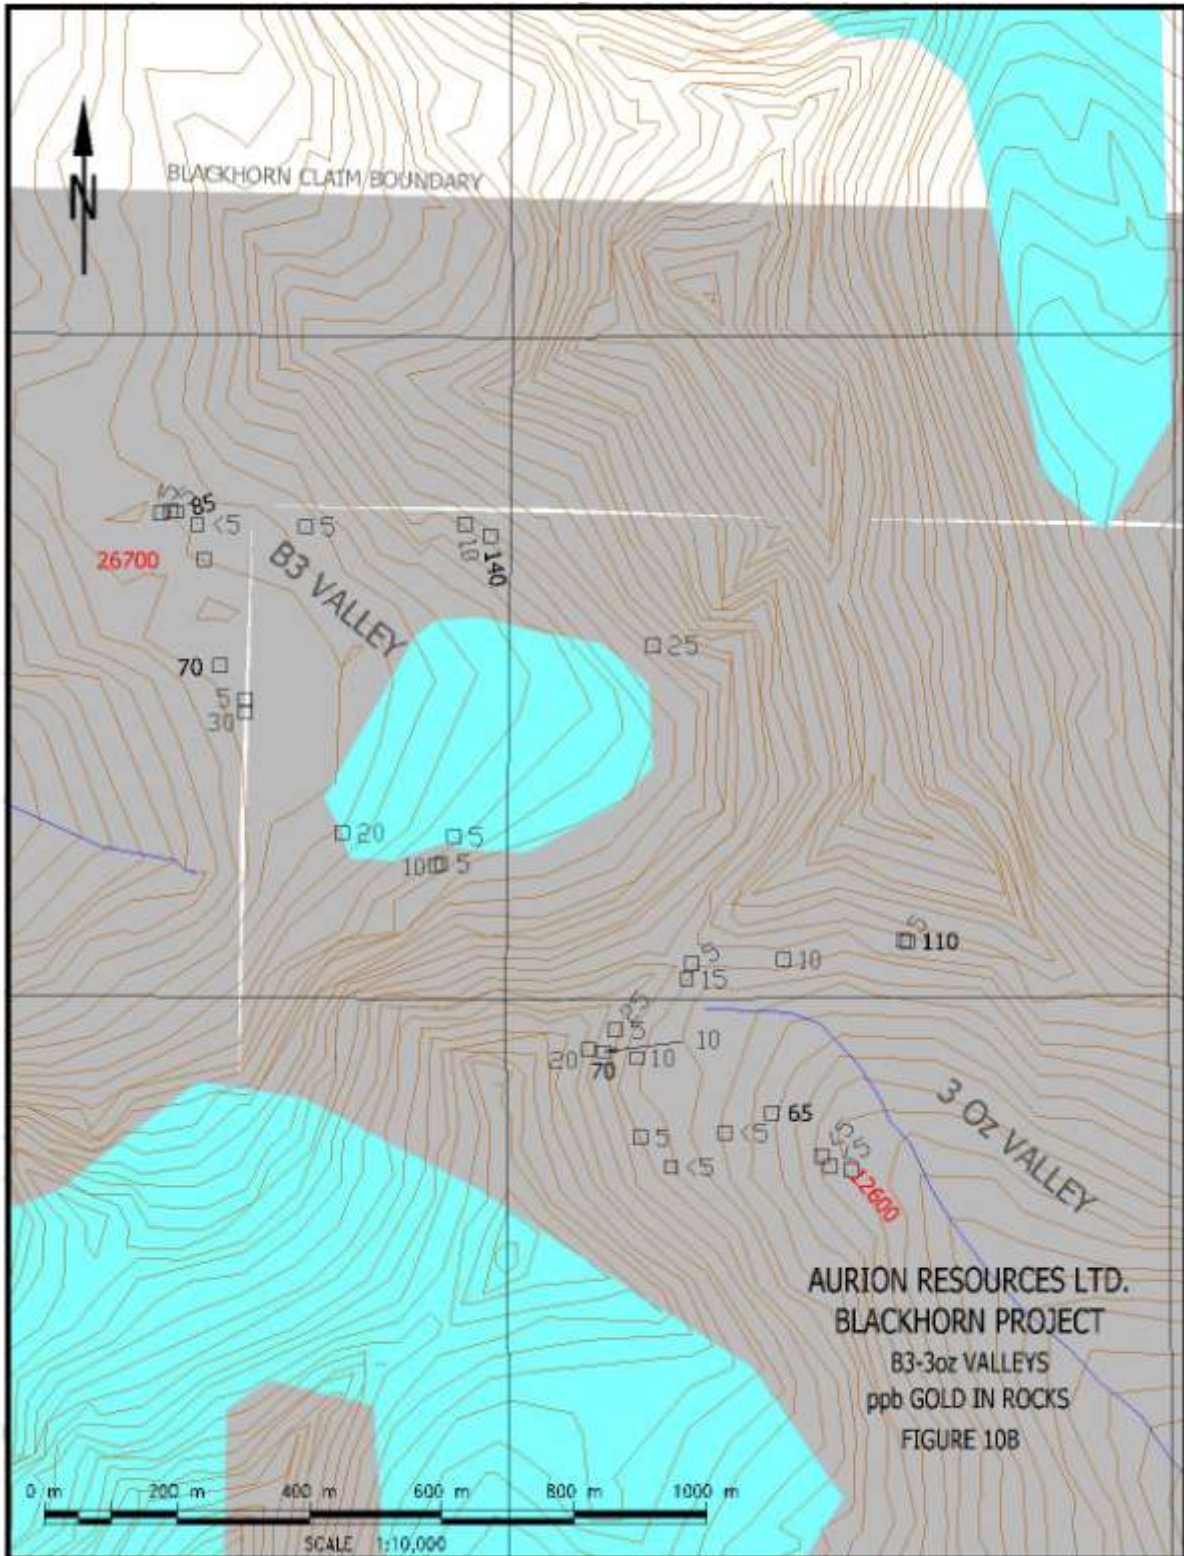 N
BLACKHORN CLAIM BOUNDARY
85
<5
5
10
140
26700
B3 VALLEY
25
70
5
30
20
5
10
5
5
110
5
10
15
25
5
20
70
10
10
65
5
<5
<5
12600
3 Oz VALLEY
AURION RESOURCES LTD.
BLACKHORN PROJECT
B3-3oz VALLEYS
ppb GOLD IN ROCKS
FIGURE 10B
0 m 200 m 400 m 600 m 800 m 1000 m
SCALE 1:10,000